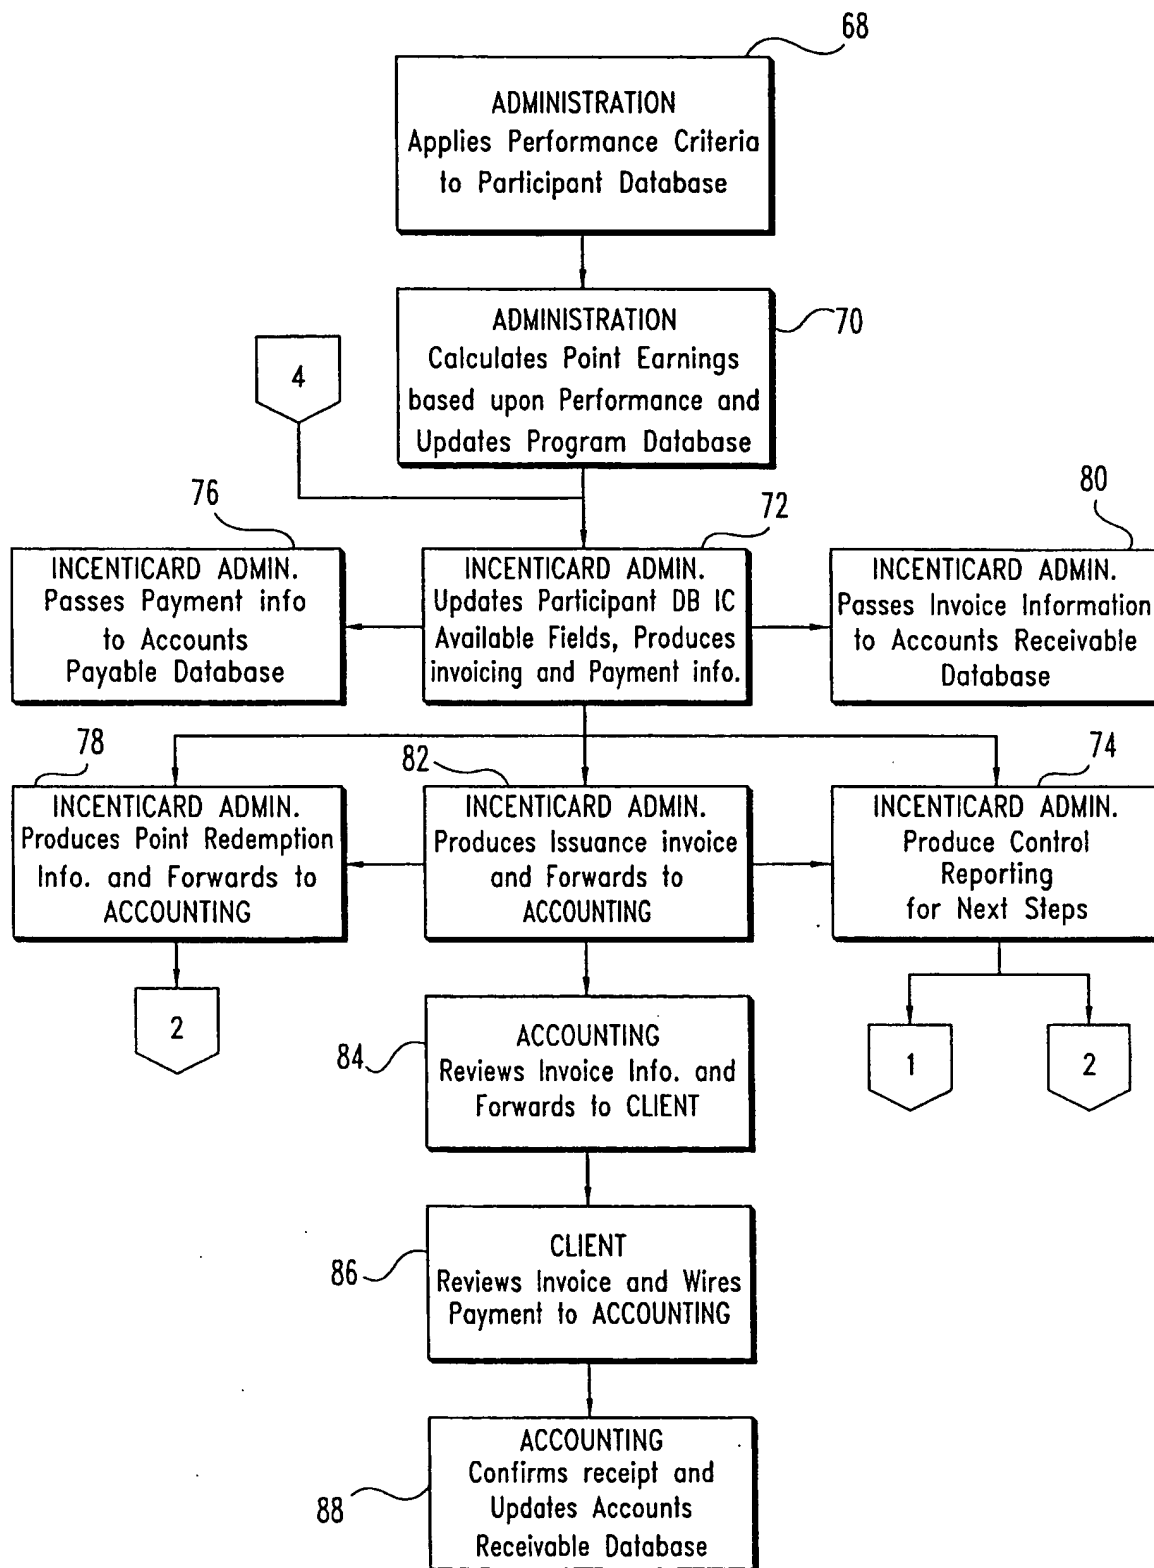 68
ADMINISTRATION
Applies Performance Criteria
to Participant Database
ADMINISTRATION
Calculates Point Earnings
based upon Performance and
Updates Program Database
70
4
76
INCENTICARD ADMIN.
Passes Payment info
to Accounts
Payable Database
72
INCENTICARD ADMIN.
Updates Participant DB IC
Available Fields, Produces
invoicing and Payment info.
80
INCENTICARD ADMIN.
Passes Invoice Information
to Accounts Receivable
Database
78
INCENTICARD ADMIN.
Produces Point Redemption
Info. and Forwards to
ACCOUNTING
82
INCENTICARD ADMIN.
Produces Issuance invoice
and Forwards to
ACCOUNTING
74
INCENTICARD ADMIN.
Produce Control
Reporting
for Next Steps
2
1
2
84
ACCOUNTING
Reviews Invoice Info. and
Forwards to CLIENT
86
CLIENT
Reviews Invoice and Wires
Payment to ACCOUNTING
88
ACCOUNTING
Confirms receipt and
Updates Accounts
Receivable Database